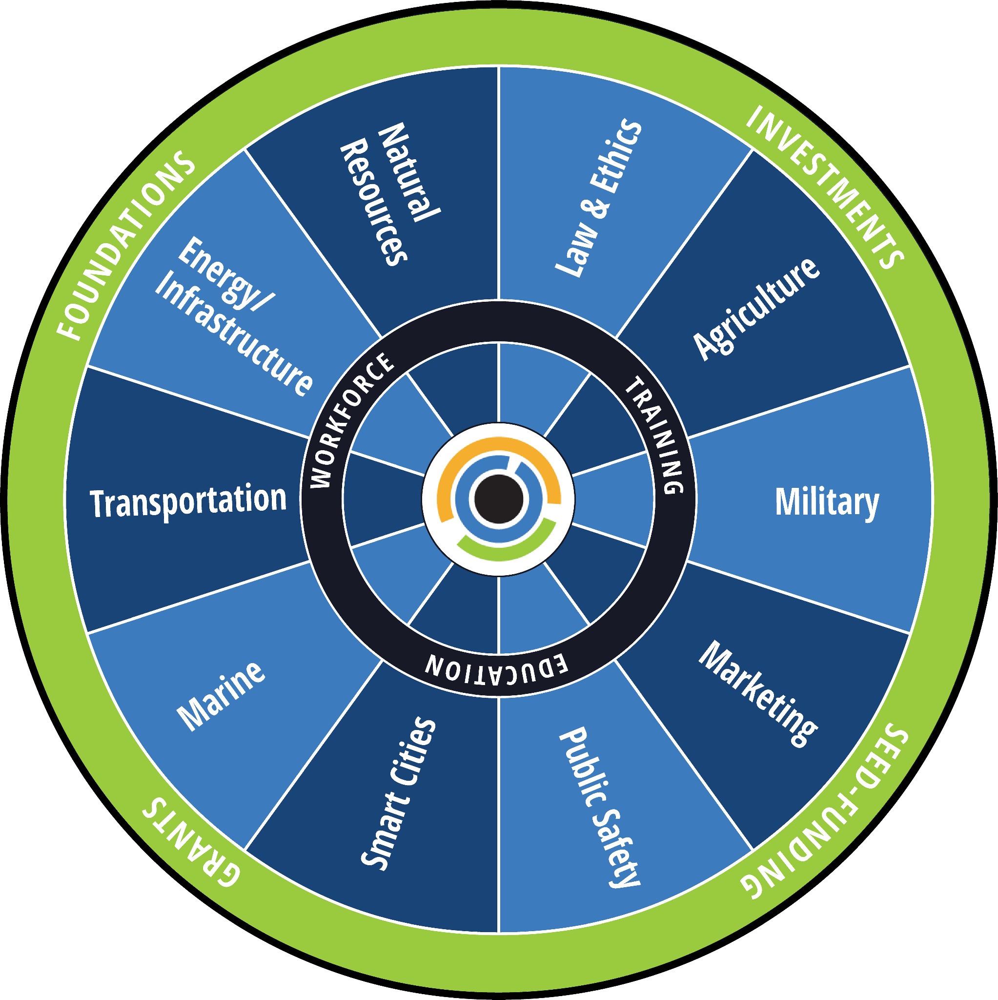 FOUNDATIONS
INVESTMENTS
SEED-FUNDING
GRANTS
Natural
Resources
Law & Ethics
Agriculture
Military
Marketing
Public Safety
Smart Cities
Marine
Transportation
Energy/
Infrastructure
WORKFORCE
TRAINING
EDUCATION